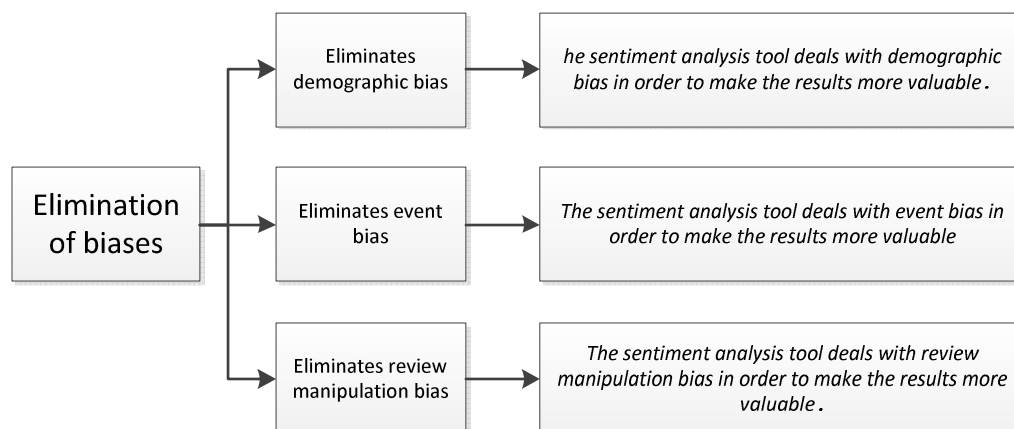 Eliminates
demographic bias
he sentiment analysis tool deals with demographic
bias in order to make the results more valuable.
Elimination
of biases
Eliminates event
bias
The sentiment analysis tool deals with event bias in
order to make the results more valuable
Eliminates review
manipulation bias
The sentiment analysis tool deals with review
manipulation bias in order to make the results more
valuable.